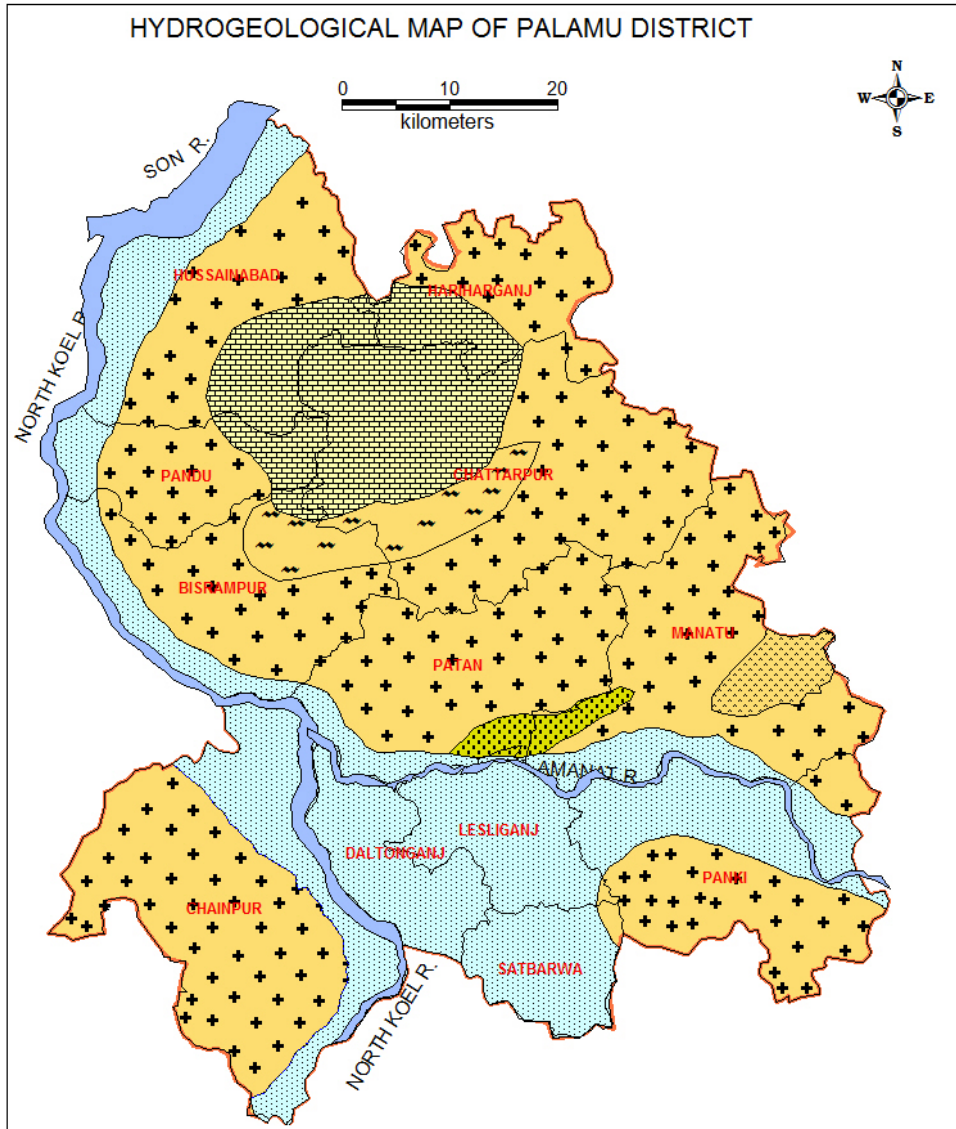 HYDROGEOLOGICAL MAP OF PALAMU DISTRICT
0 10 20
kilometers
N
W E
S
SON R.
HUSSAINABAD
HARIHARGANJ
NORTH KOEL R.
PANDU
CHATTARPUR
BISRAMPUR
MANATU
PATAN
AMANAT R.
LESLIGANJ
DALTONGANJ
PANKI
CHAINPUR
SATBARWA
NORTH KOEL R.